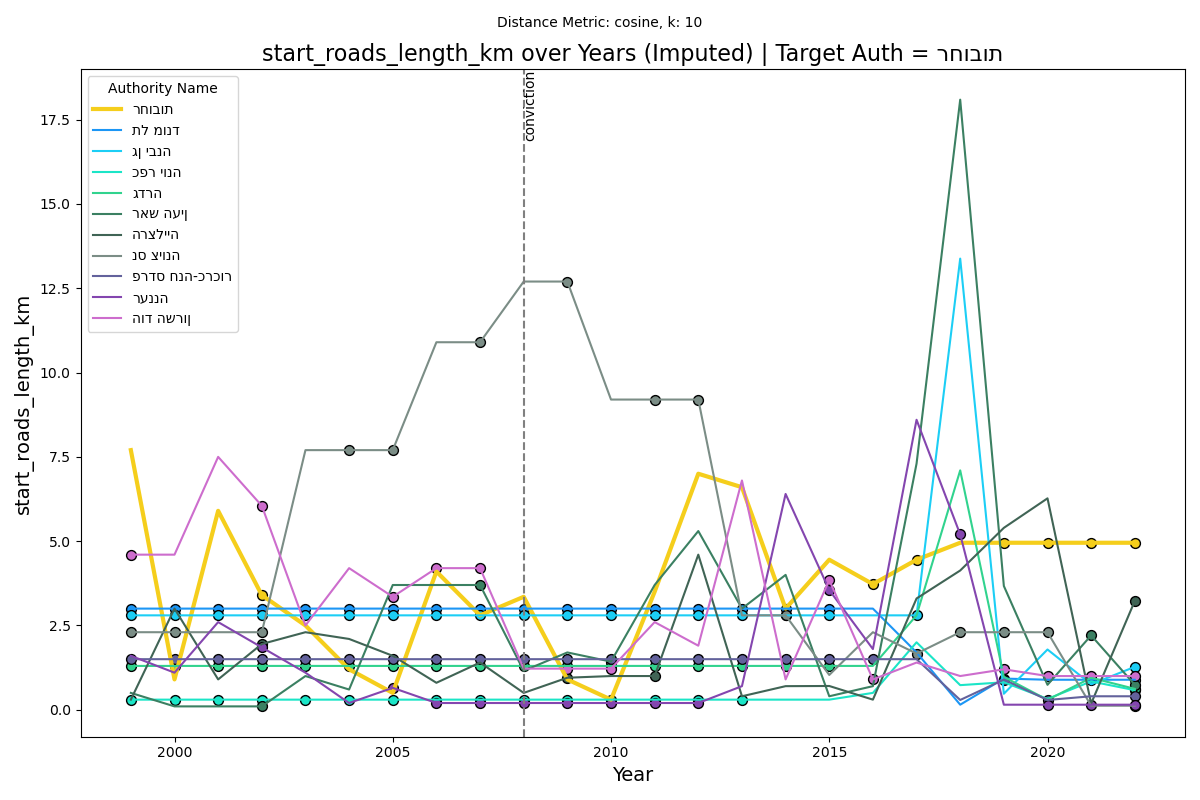 Distance Metric: cosine, k: 10
start_roads_length_km over Years (Imputed) | Target Auth = רחובות
Authority Name
רחובות
תל מונד
גן יבנה
כפר יונה
גדרה
ראש העין
הרצלייה
נס ציונה
פרדס חנה-כרכור
רעננה
הוד השרון
conviction
start_roads_length_km
17.5
15.0
12.5
10.0
7.5
5.0
2.5
0.0
2000 2005 2010 2015 2020
Year